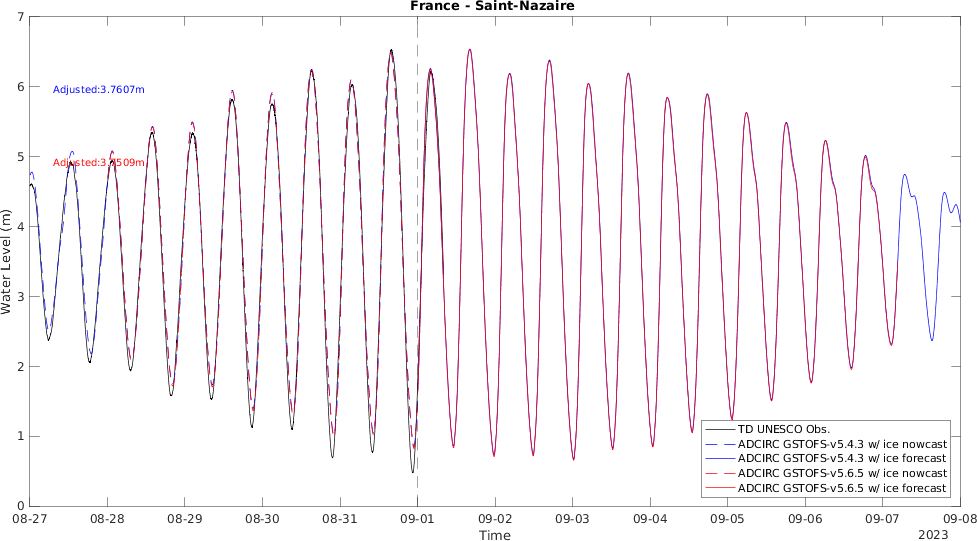 France - Saint-Nazaire
7
6
5
4
3
2
1
0
Water Level (m)
Adjusted:3.7607m
TD UNESCO Obs.
ADCIRC GSTOFS-v5.4.3 w/ ice nowcast
ADCIRC GSTOFS-v5.4.3 w/ ice forecast
ADCIRC GSTOFS-v5.6.5 w/ ice nowcast
ADCIRC GSTOFS-v5.6.5 w/ ice forecast
08-27 08-28 08-29 08-30 08-31 09-01 09-02 09-03 09-04 09-05 09-06 09-07 09-08
Time
2023